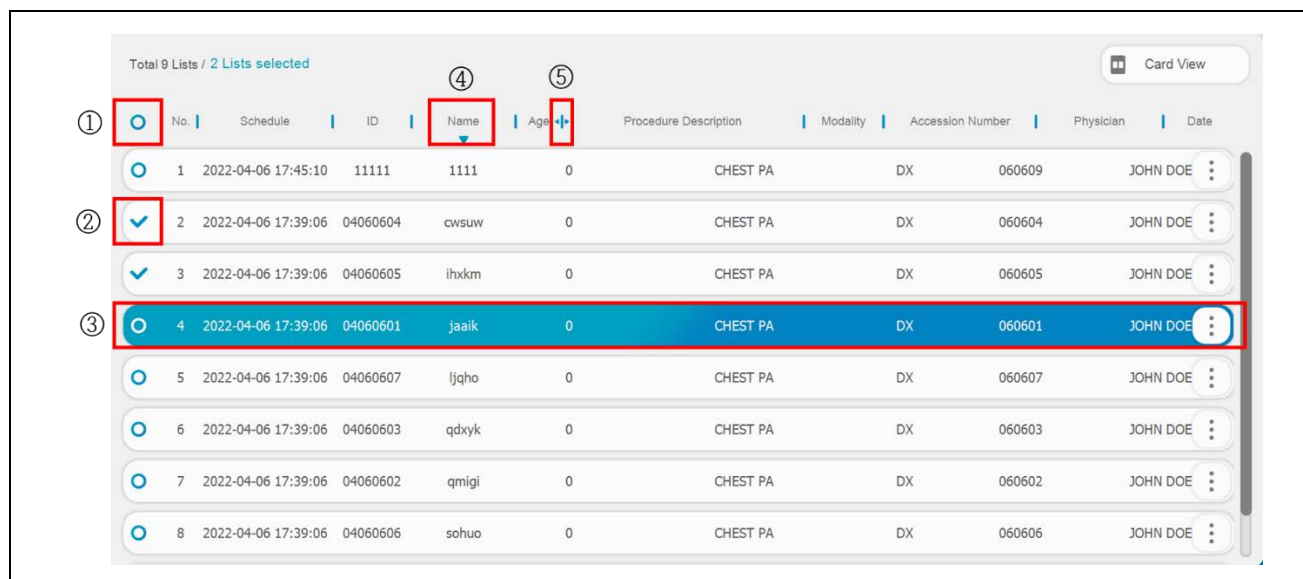 Total 9 Lists / 2 Lists selected
Card View
④ ⑤
① No. Schedule ID Name Age Procedure Description Modality Accession Number Physician Date
1 2022-04-06 17:45:10 11111 1111 0 CHEST PA DX 060609 JOHN DOE
② 2 2022-04-06 17:39:06 04060604 cwsuw 0 CHEST PA DX 060604 JOHN DOE
3 2022-04-06 17:39:06 04060605 ihxkm 0 CHEST PA DX 060605 JOHN DOE
③ 4 2022-04-06 17:39:06 04060601 jaaik 0 CHEST PA DX 060601 JOHN DOE
5 2022-04-06 17:39:06 04060607 ljqho 0 CHEST PA DX 060607 JOHN DOE
6 2022-04-06 17:39:06 04060603 qdxyk 0 CHEST PA DX 060603 JOHN DOE
7 2022-04-06 17:39:06 04060602 qmigi 0 CHEST PA DX 060602 JOHN DOE
8 2022-04-06 17:39:06 04060606 sohuo 0 CHEST PA DX 060606 JOHN DOE